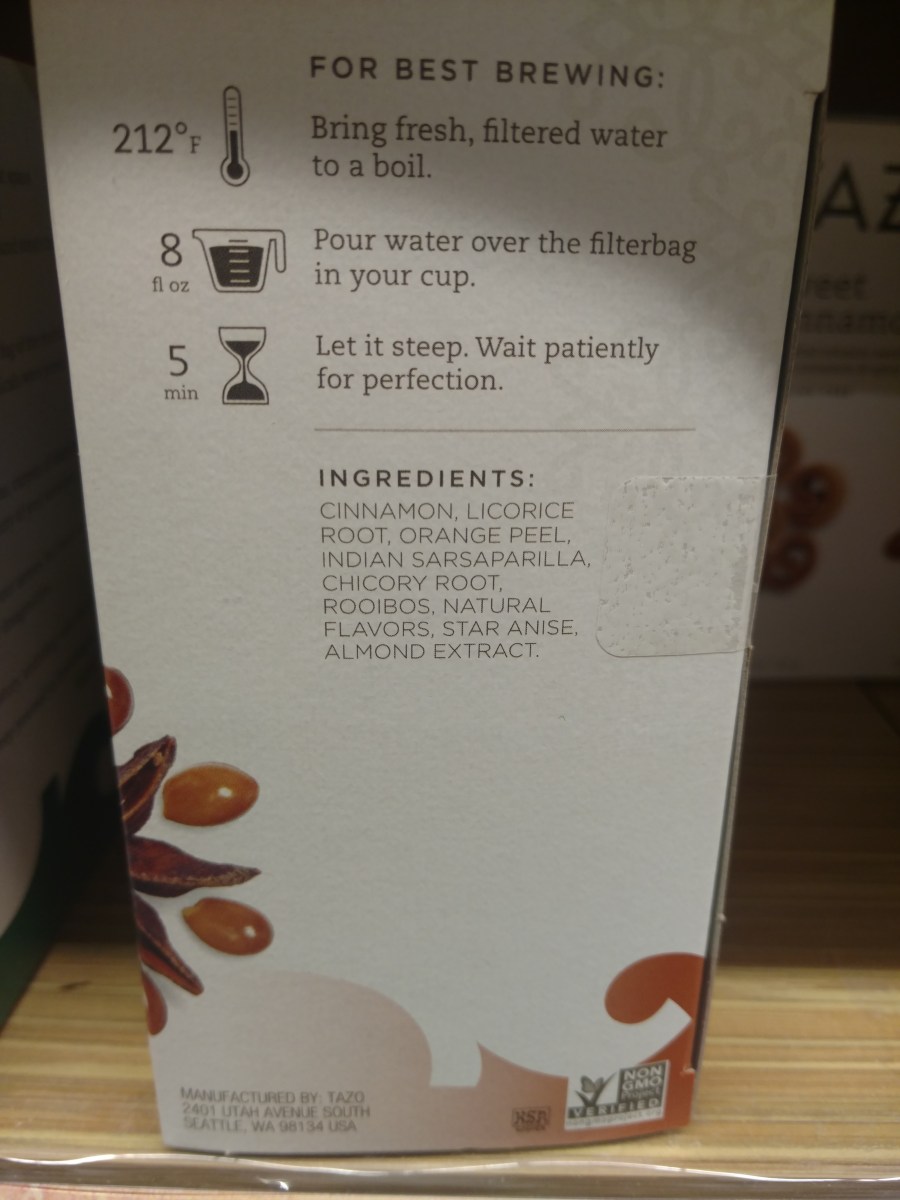 FOR BEST BREWING:
212°F
Bring fresh, filtered water
to a boil.
8
fl oz
Pour water over the filterbag
in your cup.
5
min
Let it steep. Wait patiently
for perfection.
INGREDIENTS:
CINNAMON, LICORICE
ROOT, ORANGE PEEL,
INDIAN SARSAPARILLA,
CHICORY ROOT,
ROOIBOS, NATURAL
FLAVORS, STAR ANISE,
ALMOND EXTRACT.
MANUFACTURED BY: TAZO
2401 UTAH AVENUE SOUTH
SEATTLE, WA 98134 USA
NON
GMO
VERIFIED
AZ